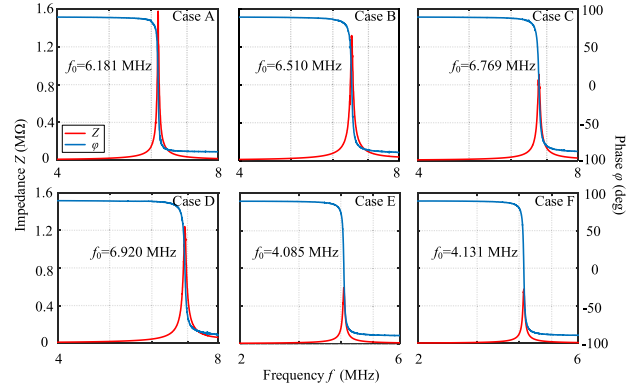 Case A
Case B
Case C
1.6
1.2
0.8
0.4
0
f₀=6.181 MHz
f₀=6.510 MHz
f₀=6.769 MHz
Z
φ
100
50
0
-50
-100
4
8
4
8
4
8
Impedance Z (MΩ)
Phase φ (deg)
Case D
Case E
Case F
1.6
1.2
0.8
0.4
0
f₀=6.920 MHz
f₀=4.085 MHz
f₀=4.131 MHz
100
50
0
-50
-100
4
8
2
6
2
6
Frequency f (MHz)